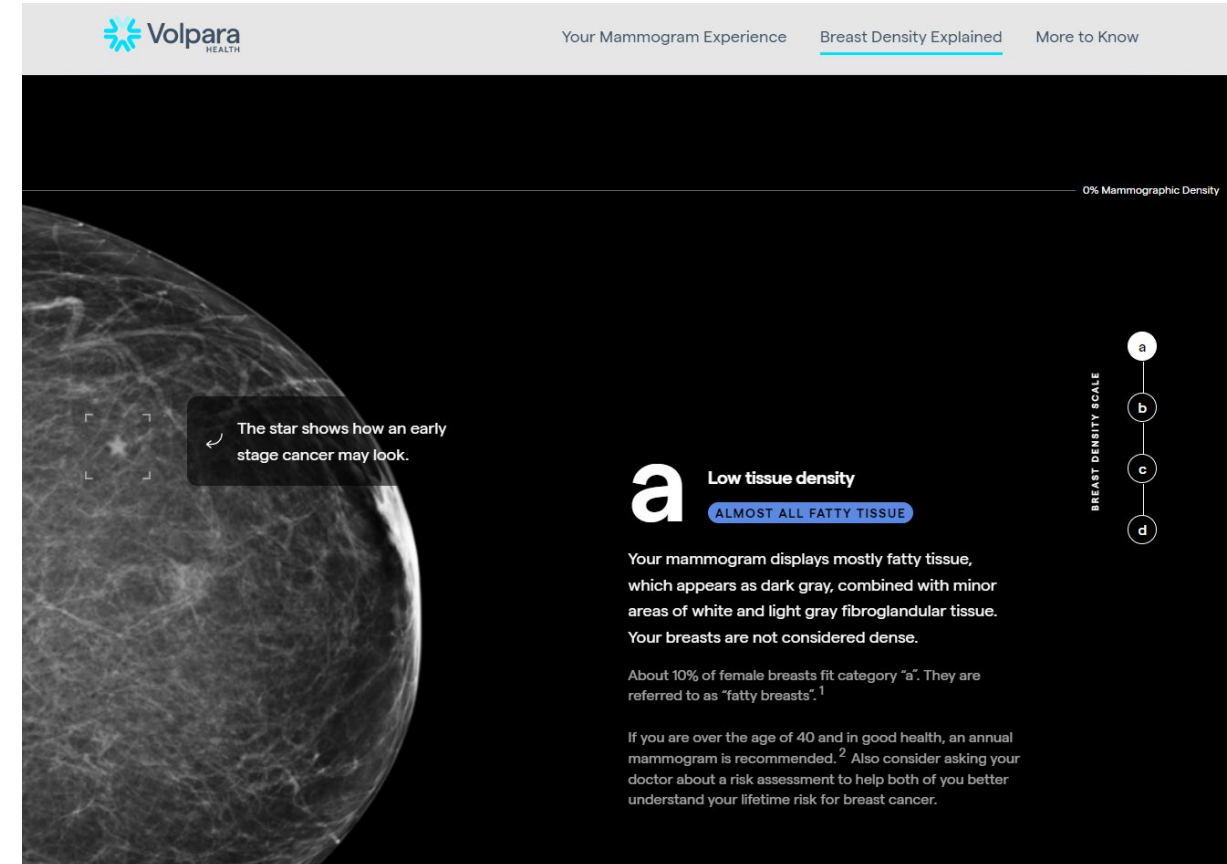 Volpara
HEALTH
Your Mammogram Experience
Breast Density Explained
More to Know
0% Mammographic Density
The star shows how an early
stage cancer may look.
BREAST DENSITY SCALE
a
b
c
d
a
Low tissue density
ALMOST ALL FATTY TISSUE
Your mammogram displays mostly fatty tissue,
which appears as dark gray, combined with minor
areas of white and light gray fibroglandular tissue.
Your breasts are not considered dense.
About 10% of female breasts fit category “a”. They are
referred to as “fatty breasts”. 1
If you are over the age of 40 and in good health, an annual
mammogram is recommended. 2 Also consider asking your
doctor about a risk assessment to help both of you better
understand your lifetime risk for breast cancer.